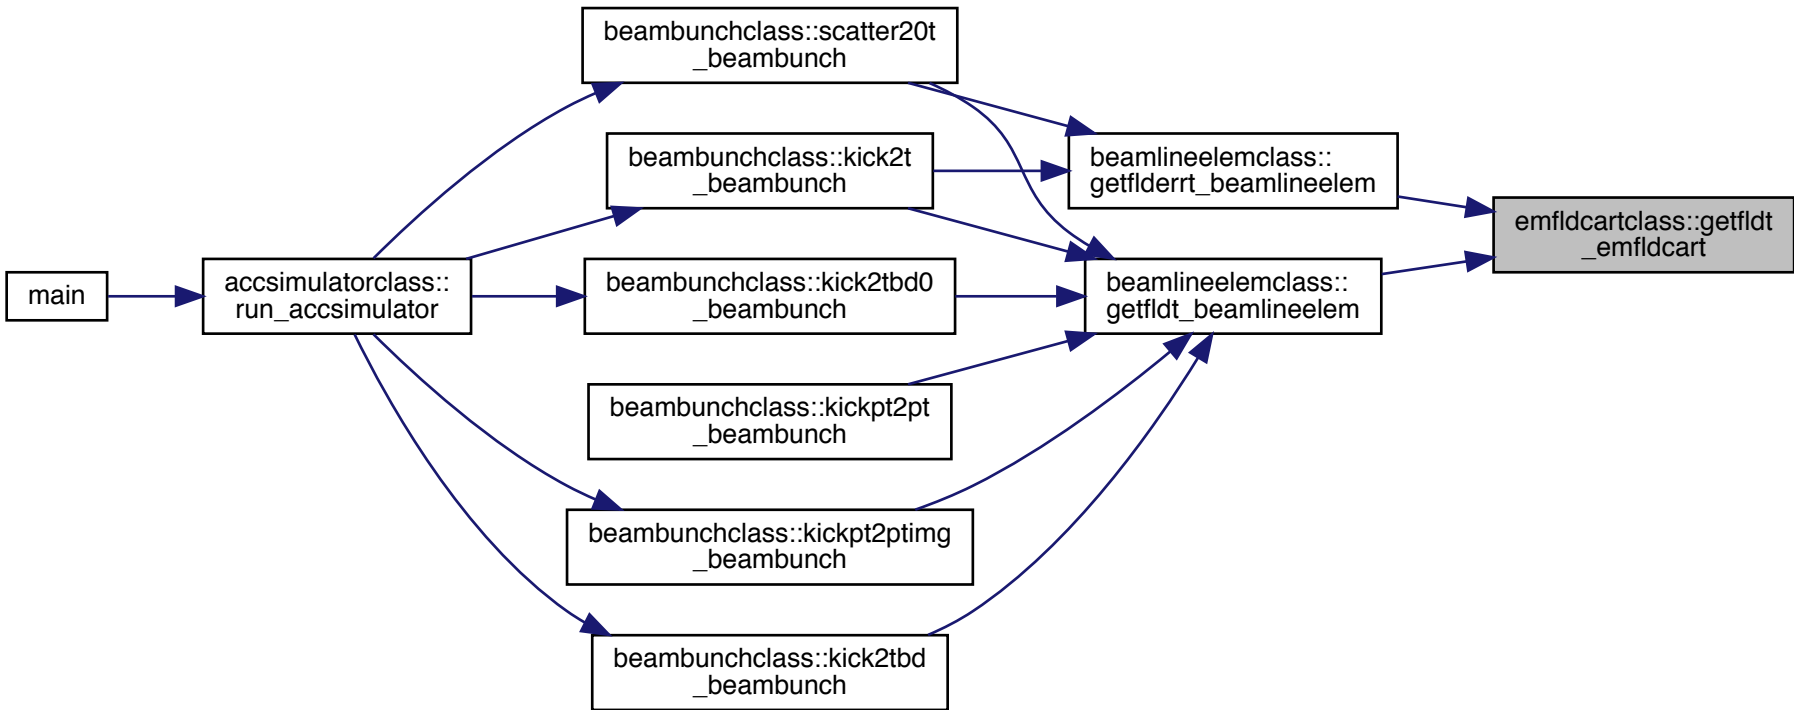 beambunchclass::scatter20t
_beambunch
beambunchclass::kick2t
_beambunch
beamlineelemclass::
getflderrt_beamlineelem
emfldcartclass::getfldt
_emfldcart
main
accsimulatorclass::
run_accsimulator
beambunchclass::kick2tbd0
_beambunch
beamlineelemclass::
getfldt_beamlineelem
beambunchclass::kickpt2pt
_beambunch
beambunchclass::kickpt2ptimg
_beambunch
beambunchclass::kick2tbd
_beambunch